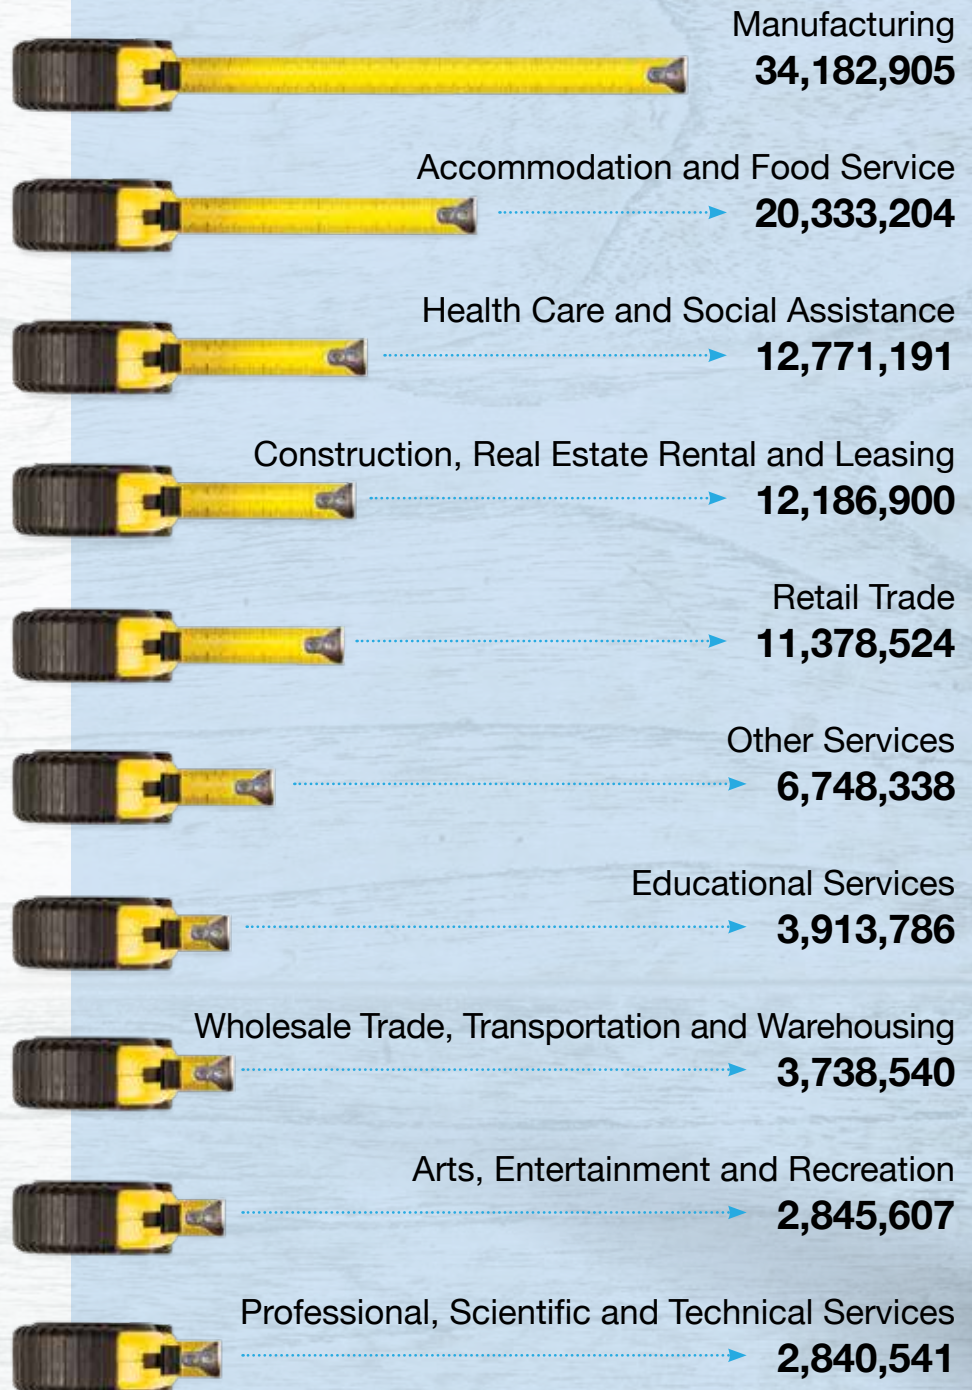 Manufacturing
34,182,905
Accommodation and Food Service
20,333,204
Health Care and Social Assistance
12,771,191
Construction, Real Estate Rental and Leasing
12,186,900
Retail Trade
11,378,524
Other Services
6,748,338
Educational Services
3,913,786
Wholesale Trade, Transportation and Warehousing
3,738,540
Arts, Entertainment and Recreation
2,845,607
Professional, Scientific and Technical Services
2,840,541